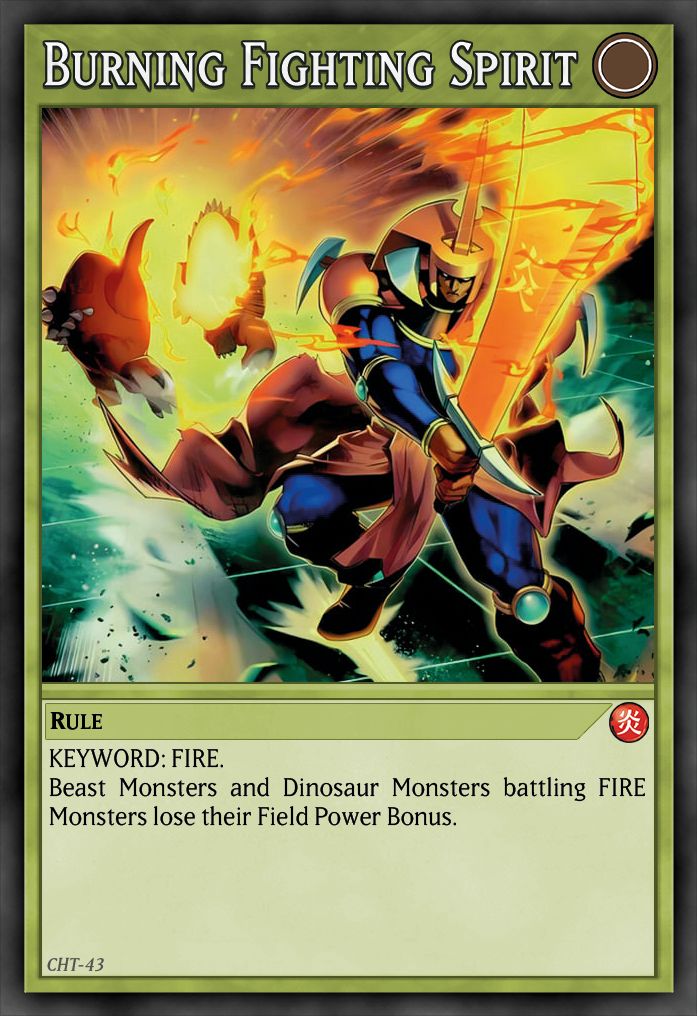 Burning Fighting Spirit
Rule
炎
KEYWORD: FIRE.
Beast Monsters and Dinosaur Monsters battling FIRE
Monsters lose their Field Power Bonus.
CHT-43